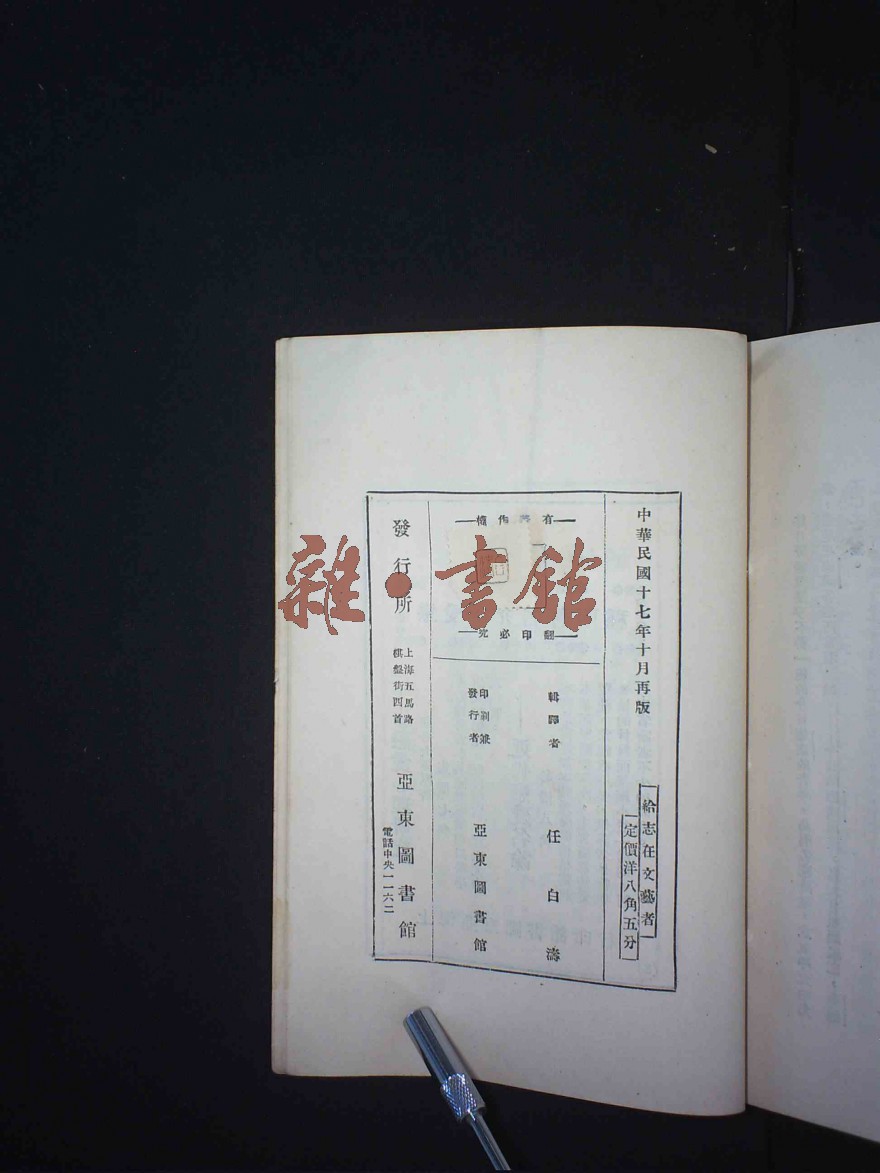 中華民國十七年十月再版
給志在文藝者
定價洋八角五分
有著作權
翻印必究
輯譯者 任白濤
印刷兼
發行者 亞東圖書館
發行所
上海五馬路
棋盤街西首
亞東圖書館
電話中央一一六二
雜·書館